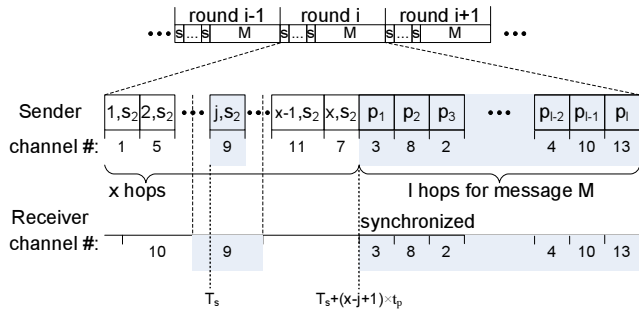 round i-1 round i round i+1
••• s ... s M s ... s M s ... s M •••
Sender 1,s₂ 2,s₂ ••• j,s₂ ••• x-1,s₂ x,s₂ p₁ p₂ p₃ ••• pₗ₋₂ pₗ₋₁ pₗ
channel #: 1 5 9 11 7 3 8 2 4 10 13
x hops l hops for message M
Receiver synchronized
channel #: 10 9 3 8 2 4 10 13
Tₛ Tₛ+(x-j+1)×tₚ